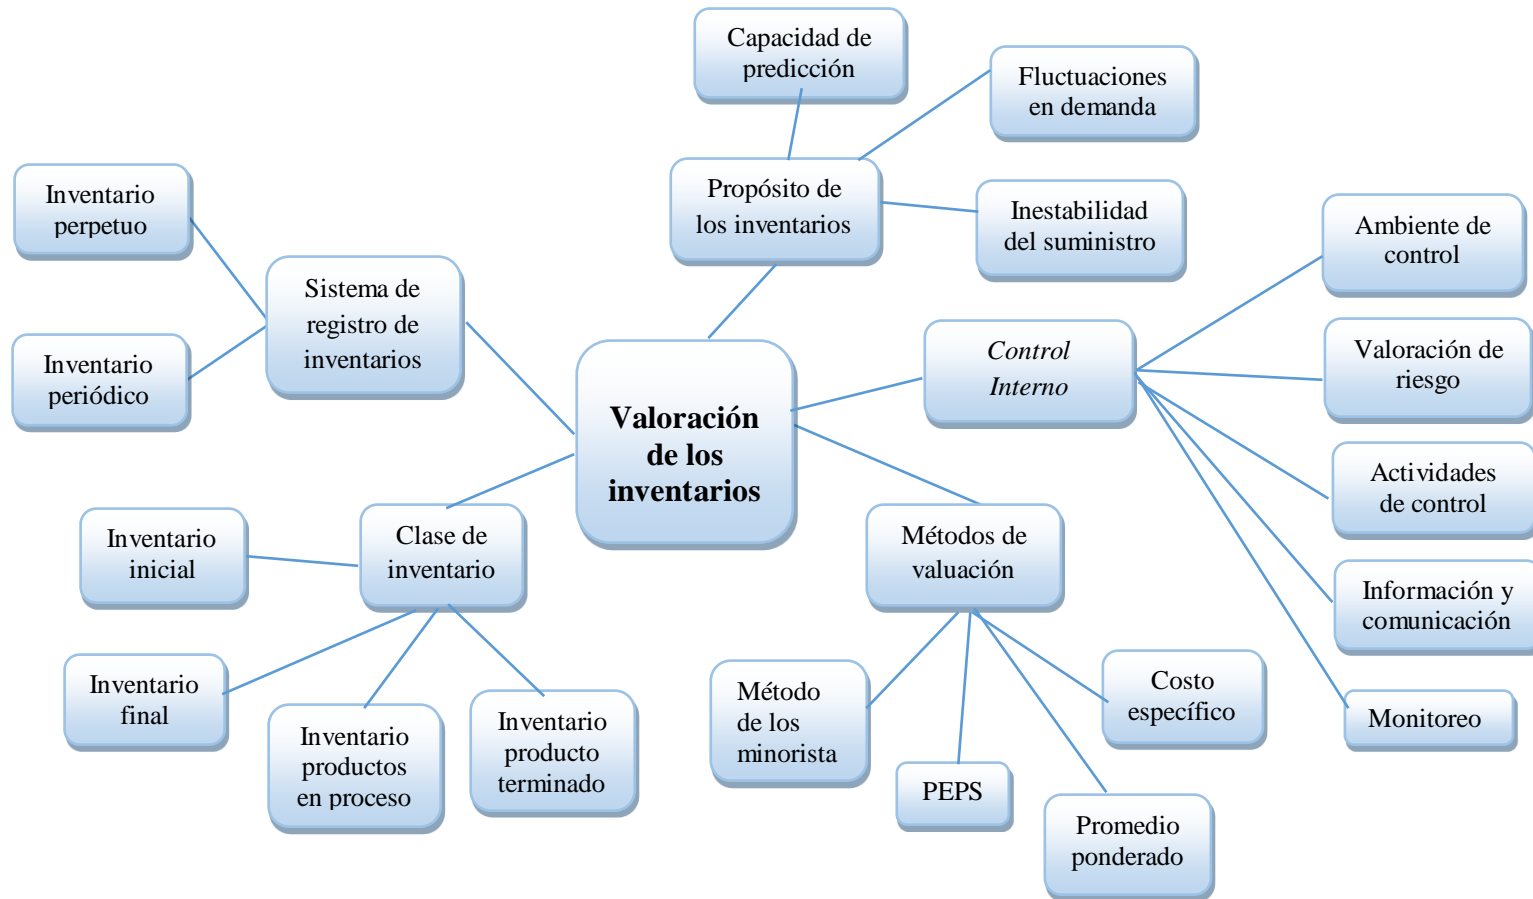 Capacidad de
predicción
Fluctuaciones
en demanda
Propósito de
los inventarios
Inestabilidad
del suministro
Inventario
perpetuo
Sistema de
registro de
inventarios
Inventario
periódico
Ambiente de
control
Control
Interno
Valoración de
riesgo
Valoración
de los
inventarios
Actividades
de control
Clase de
inventario
Inventario
inicial
Métodos de
valuación
Información y
comunicación
Inventario
final
Inventario
productos
en proceso
Inventario
producto
terminado
Método
de los
minorista
PEPS
Costo
específico
Promedio
ponderado
Monitoreo